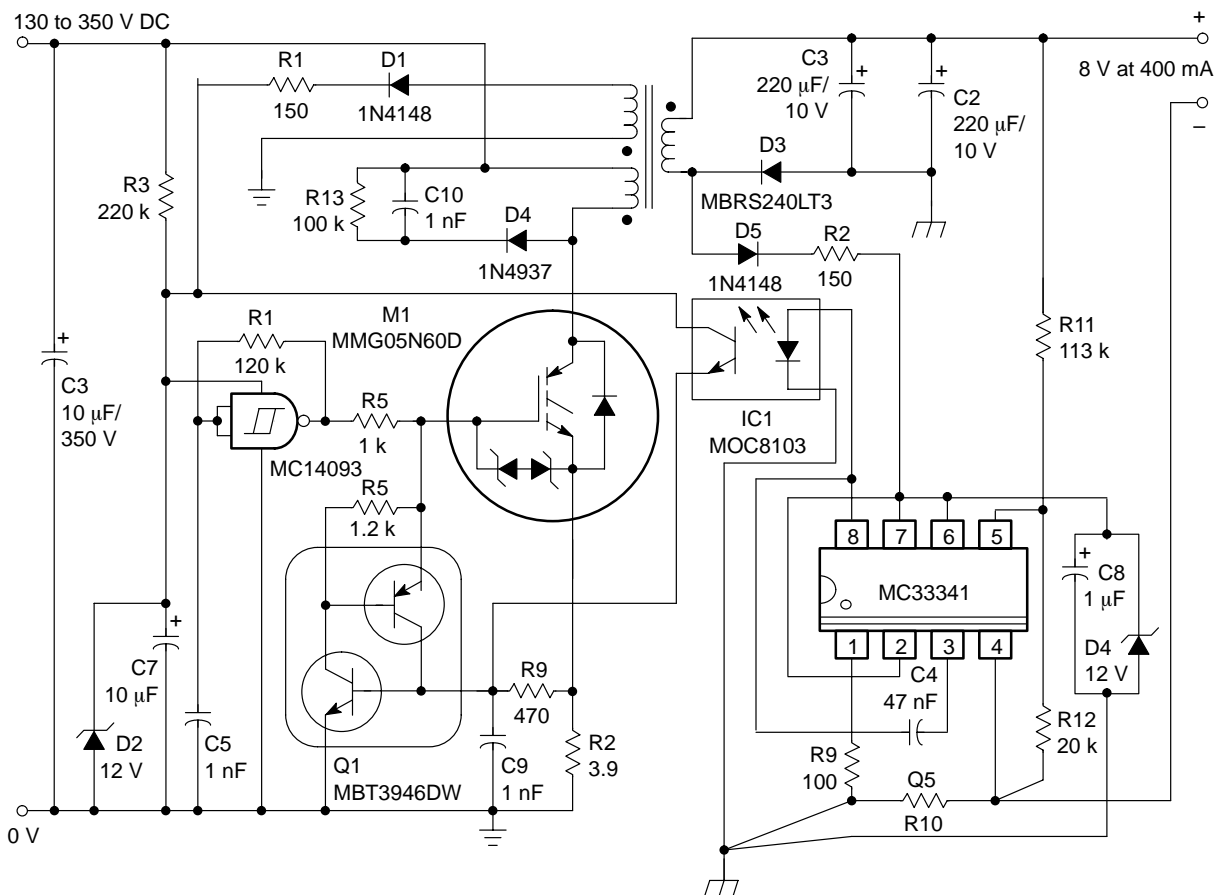 130 to 350 V DC
+
8 V at 400 mA
–
R1
150
D1
1N4148
C3
220 μF/
10 V
+
C2
220 μF/
10 V
+
D3
MBRS240LT3
R3
220 k
R13
100 k
C10
1 nF
D4
1N4937
D5
1N4148
R2
150
M1
MMG05N60D
R1
120 k
R11
113 k
+
C3
10 μF/
350 V
IC1
MOC8103
R5
1 k
MC14093
R5
1.2 k
8
7
6
5
MC33341
+
C8
1 μF
D4
12 V
1
2
3
4
C4
47 nF
+
C7
10 μF
R9
470
R12
20 k
D2
12 V
C5
1 nF
C9
1 nF
R2
3.9
R9
100
Q5
R10
Q1
MBT3946DW
0 V